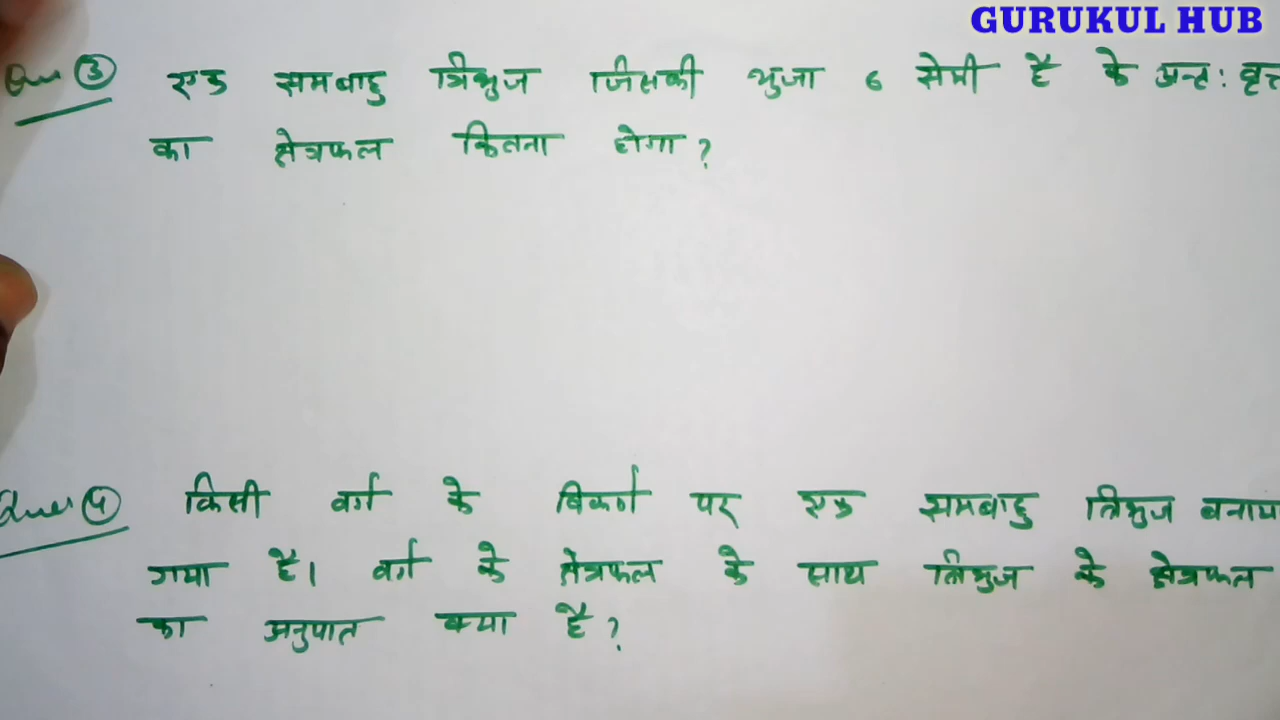 GURUKUL HUB
Que ③ एक समबाहु त्रिभुज जिसकी भुजा 6 सेमी है के अन्त: वृत्त
का क्षेत्रफल कितना होगा ?
Que ④ किसी वर्ग के विकर्ण पर एक समबाहु त्रिभुज बनाया
गया है। वर्ग के क्षेत्रफल के साथ त्रिभुज के क्षेत्रफल
का अनुपात क्या है ?